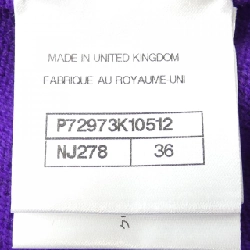 MADE IN UNITED KINGDOM
FABRIQUE AU ROYAUME UNI
P72973K10512
NJ278 36